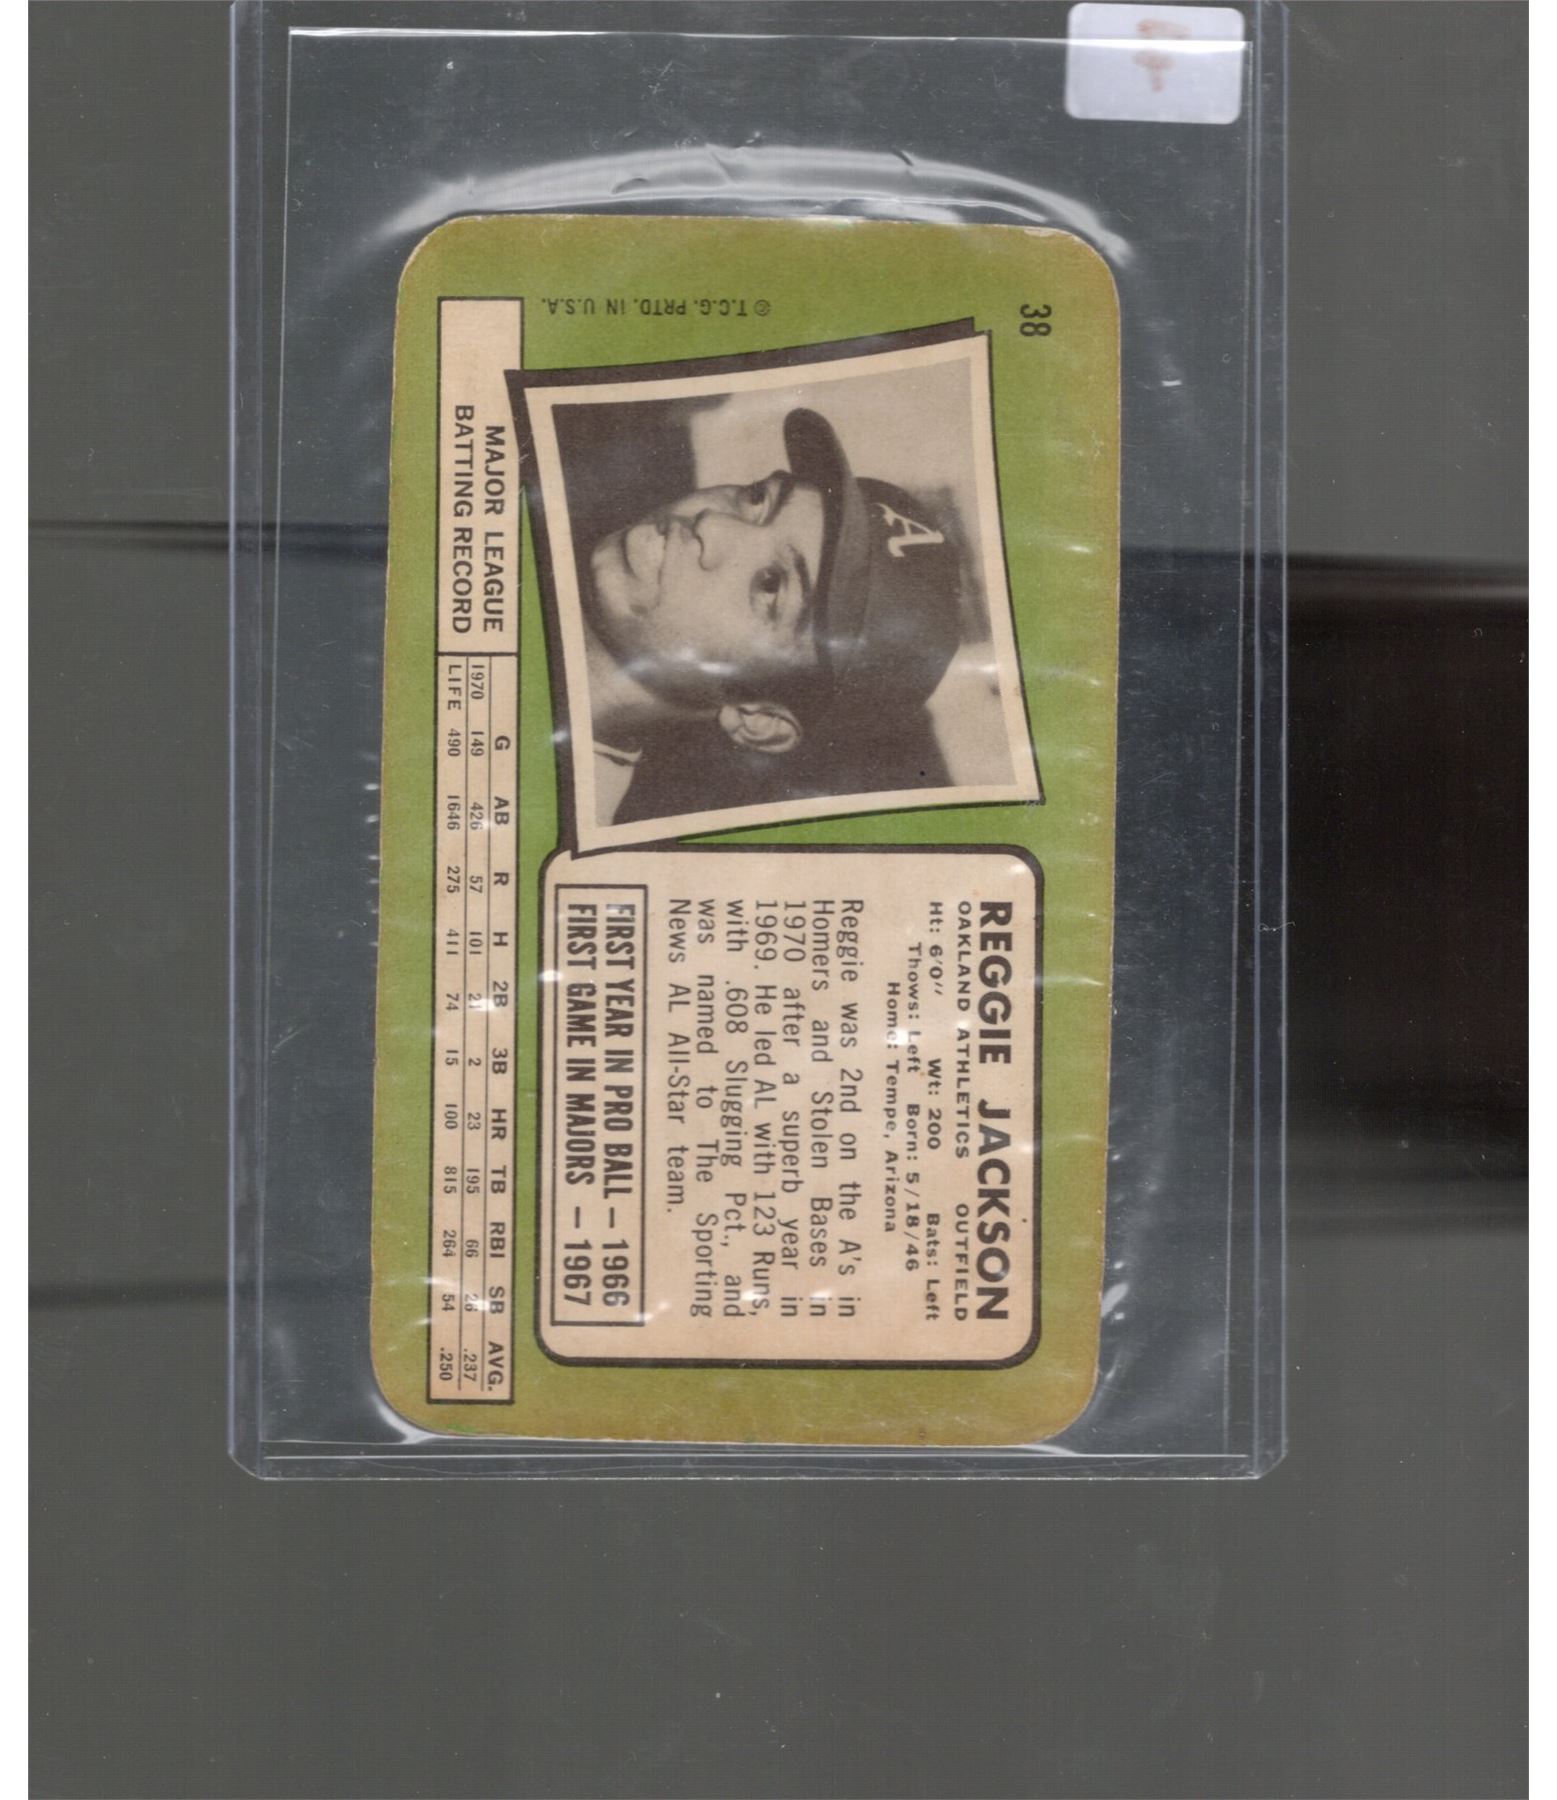 38
REGGIE JACKSON
OAKLAND ATHLETICS OUTFIELD
Ht: 6'0" Wt: 200 Bats: Left
Thows: Left Born: 5/18/46
Home: Tempe, Arizona
Reggie was 2nd on the A's in
Homers and Stolen Bases in
1970 after a superb year in
1969. He led AL with 123 Runs,
with .608 Slugging Pct., and
was named to The Sporting
News AL All-Star team.
FIRST YEAR IN PRO BALL — 1966
FIRST GAME IN MAJORS — 1967
A
© T.C.G. PRTD. IN U.S.A.
MAJOR LEAGUE
BATTING RECORD
G AB R H 2B 3B HR TB RBI SB AVG.
1970 149 426 57 101 21 2 23 195 66 26 .237
LIFE 490 1646 275 411 74 15 100 815 264 54 .250